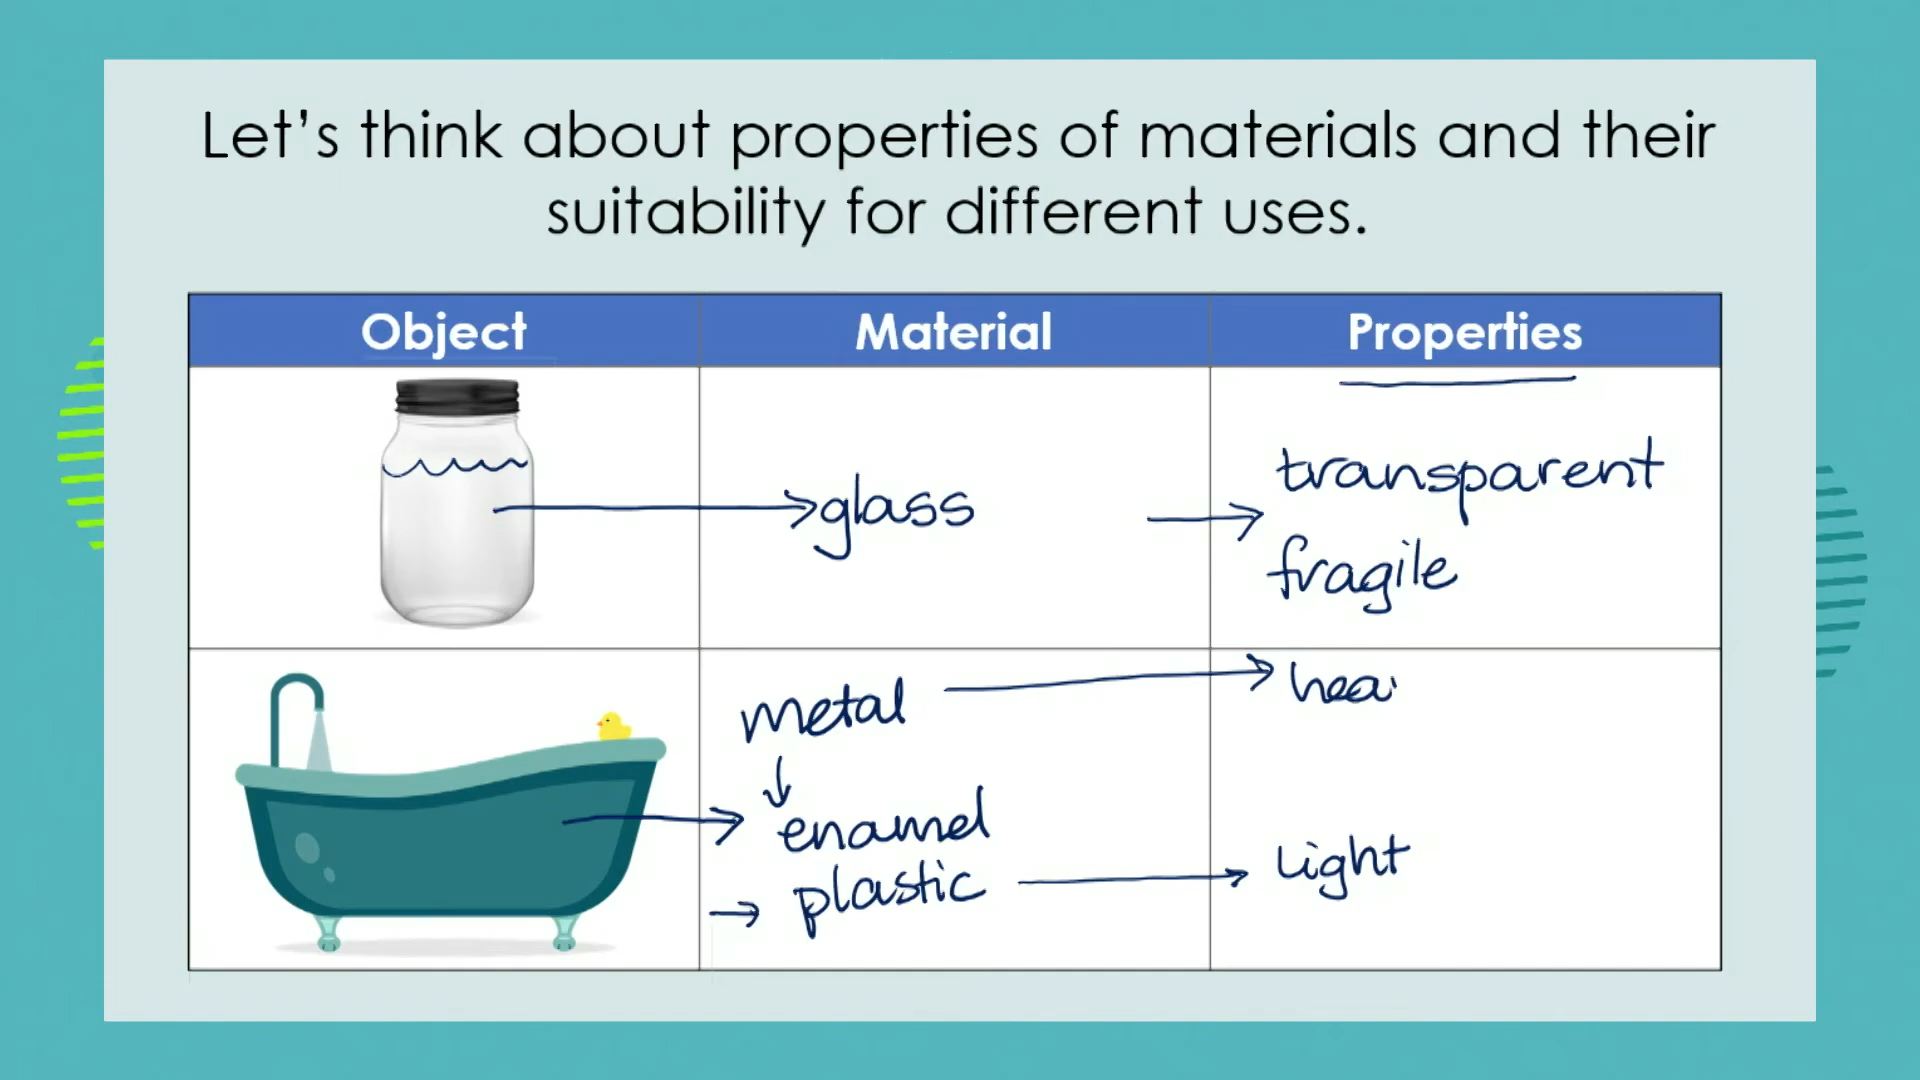 Let's think about properties of materials and their
suitability for different uses.
Object Material Properties
glass
transparent
fragile
metal
hea
enamel
plastic
light